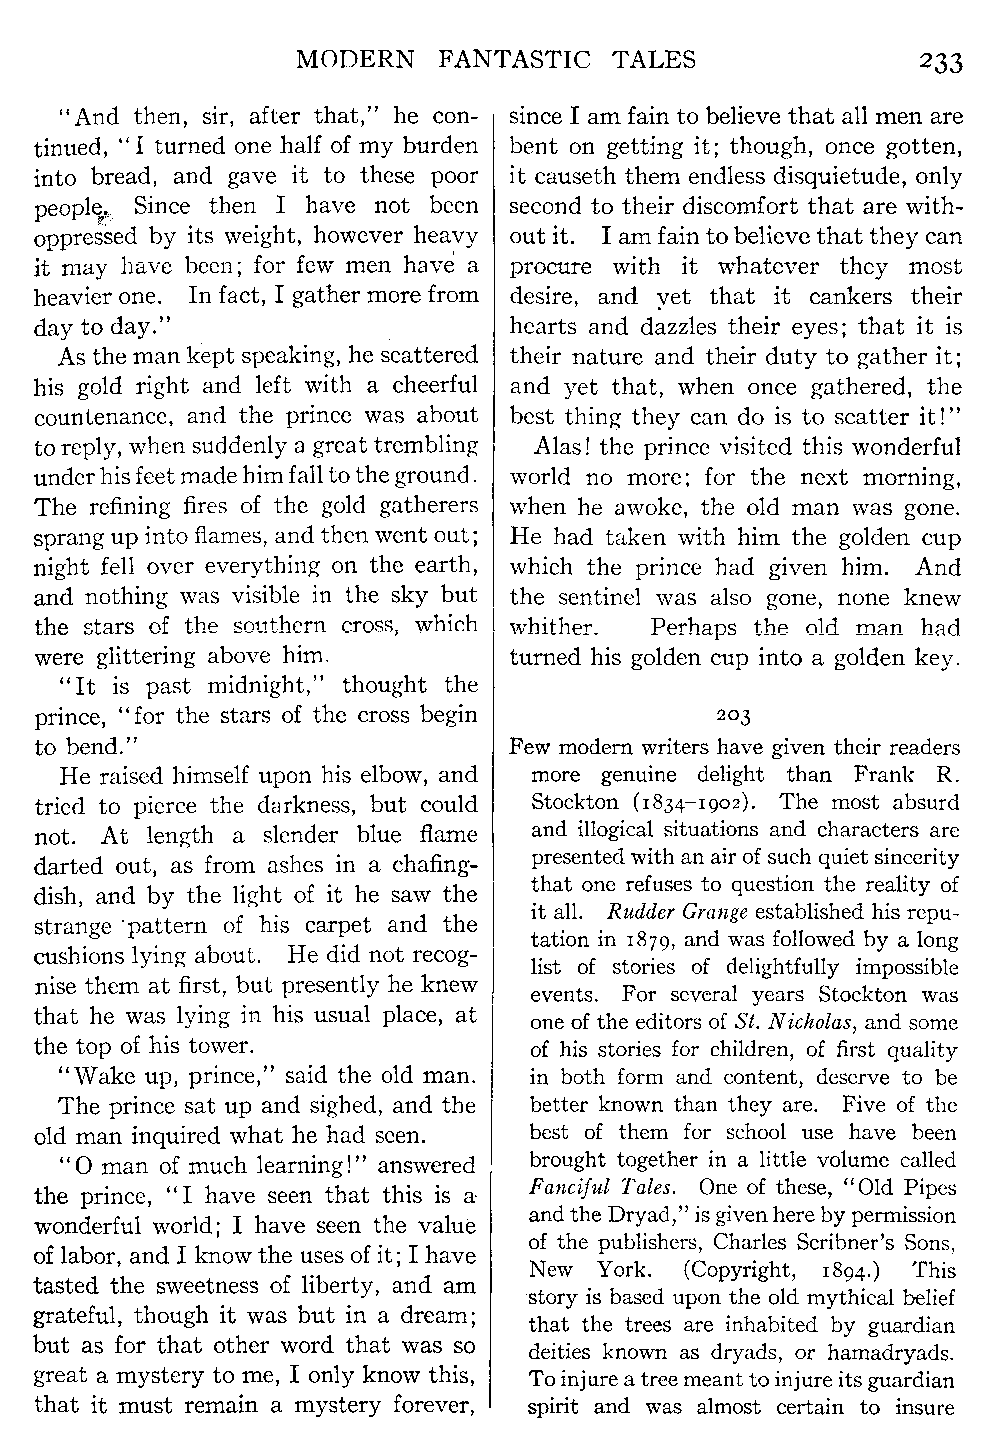 MODERN FANTASTIC TALES 233
"And then, sir, after that," he con-
tinued, "I turned one half of my burden
into bread, and gave it to these poor
people. Since then I have not been
oppressed by its weight, however heavy
it may have been; for few men have a
heavier one. In fact, I gather more from
day to day."
As the man kept speaking, he scattered
his gold right and left with a cheerful
countenance, and the prince was about
to reply, when suddenly a great trembling
under his feet made him fall to the ground.
The refining fires of the gold gatherers
sprang up into flames, and then went out;
night fell over everything on the earth,
and nothing was visible in the sky but
the stars of the southern cross, which
were glittering above him.
"It is past midnight," thought the
prince, "for the stars of the cross begin
to bend."
He raised himself upon his elbow, and
tried to pierce the darkness, but could
not. At length a slender blue flame
darted out, as from ashes in a chafing-
dish, and by the light of it he saw the
strange pattern of his carpet and the
cushions lying about. He did not recog-
nise them at first, but presently he knew
that he was lying in his usual place, at
the top of his tower.
"Wake up, prince," said the old man.
The prince sat up and sighed, and the
old man inquired what he had seen.
"O man of much learning!" answered
the prince, "I have seen that this is a
wonderful world; I have seen the value
of labor, and I know the uses of it; I have
tasted the sweetness of liberty, and am
grateful, though it was but in a dream;
but as for that other word that was so
great a mystery to me, I only know this,
that it must remain a mystery forever,
since I am fain to believe that all men are
bent on getting it; though, once gotten,
it causeth them endless disquietude, only
second to their discomfort that are with-
out it. I am fain to believe that they can
procure with it whatever they most
desire, and yet that it cankers their
hearts and dazzles their eyes; that it is
their nature and their duty to gather it;
and yet that, when once gathered, the
best thing they can do is to scatter it!"
Alas! the prince visited this wonderful
world no more; for the next morning,
when he awoke, the old man was gone.
He had taken with him the golden cup
which the prince had given him. And
the sentinel was also gone, none knew
whither. Perhaps the old man had
turned his golden cup into a golden key.
203
Few modern writers have given their readers
more genuine delight than Frank R.
Stockton (1834–1902). The most absurd
and illogical situations and characters are
presented with an air of such quiet sincerity
that one refuses to question the reality of
it all. Rudder Grange established his repu-
tation in 1879, and was followed by a long
list of stories of delightfully impossible
events. For several years Stockton was
one of the editors of St. Nicholas, and some
of his stories for children, of first quality
in both form and content, deserve to be
better known than they are. Five of the
best of them for school use have been
brought together in a little volume called
Fanciful Tales. One of these, "Old Pipes
and the Dryad," is given here by permission
of the publishers, Charles Scribner's Sons,
New York. (Copyright, 1894.) This
story is based upon the old mythical belief
that the trees are inhabited by guardian
deities known as dryads, or hamadryads.
To injure a tree meant to injure its guardian
spirit and was almost certain to insure